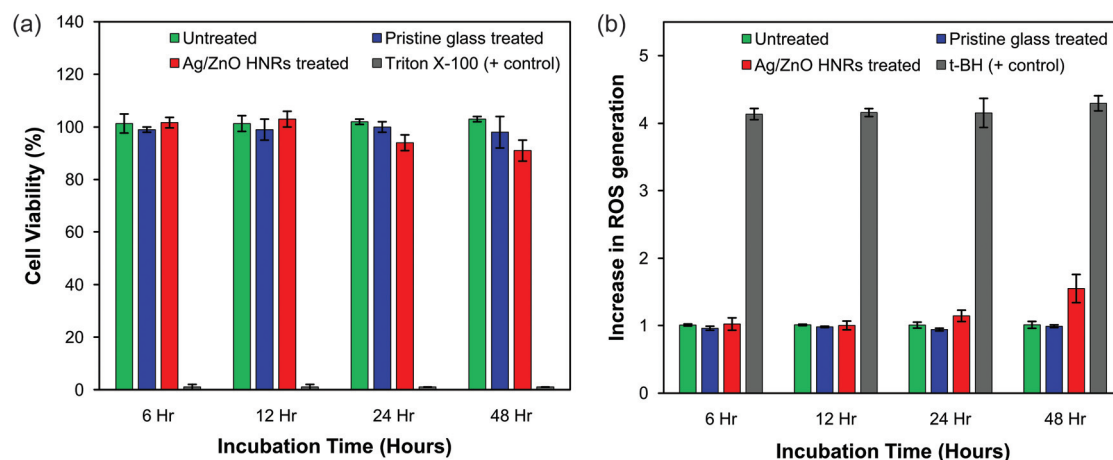 (a)
Untreated
Pristine glass treated
Ag/ZnO HNRs treated
Triton X-100 (+ control)
Cell Viability (%)
140
120
100
80
60
40
20
0
6 Hr
12 Hr
24 Hr
48 Hr
Incubation Time (Hours)
(b)
Untreated
Pristine glass treated
Ag/ZnO HNRs treated
t-BH (+ control)
Increase in ROS generation
5
4
3
2
1
0
6 Hr
12 Hr
24 Hr
48 Hr
Incubation Time (Hours)